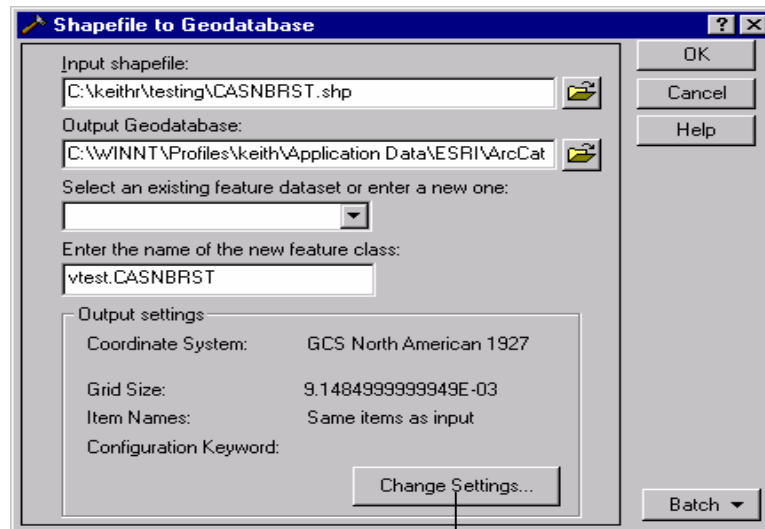 Shapefile to Geodatabase
OK
Cancel
Help
Input shapefile:
C:\keithr\testing\CASNBRST.shp
Output Geodatabase:
C:\WINNT\Profiles\keith\Application Data\ESRI\ArcCat
Select an existing feature dataset or enter a new one:
Enter the name of the new feature class:
vtest.CASNBRST
Output settings
Coordinate System: GCS North American 1927
Grid Size: 9.1484999999949E-03
Item Names: Same items as input
Configuration Keyword:
Change Settings...
Batch